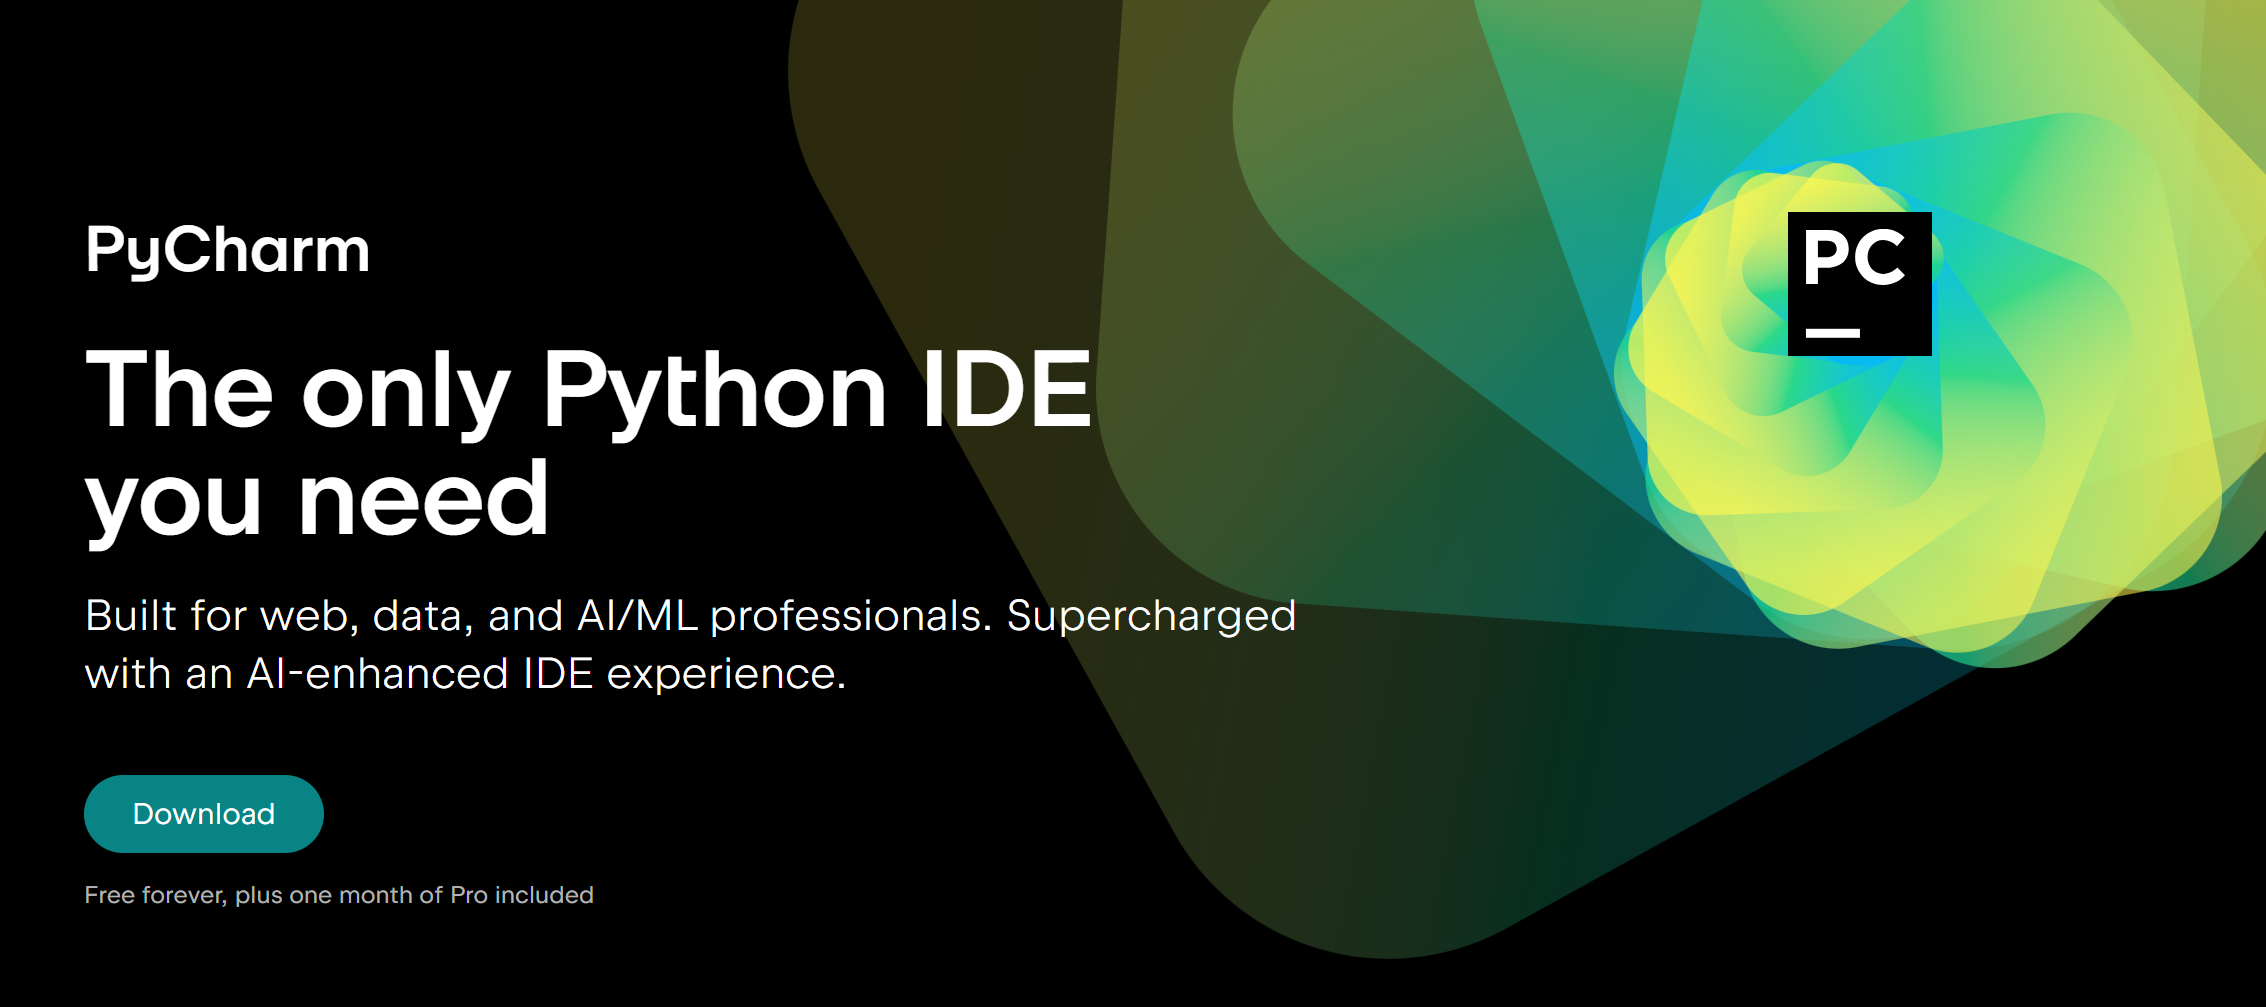 PyCharm
PC
The only Python IDE
you need
Built for web, data, and AI/ML professionals. Supercharged
with an AI-enhanced IDE experience.
Download
Free forever, plus one month of Pro included